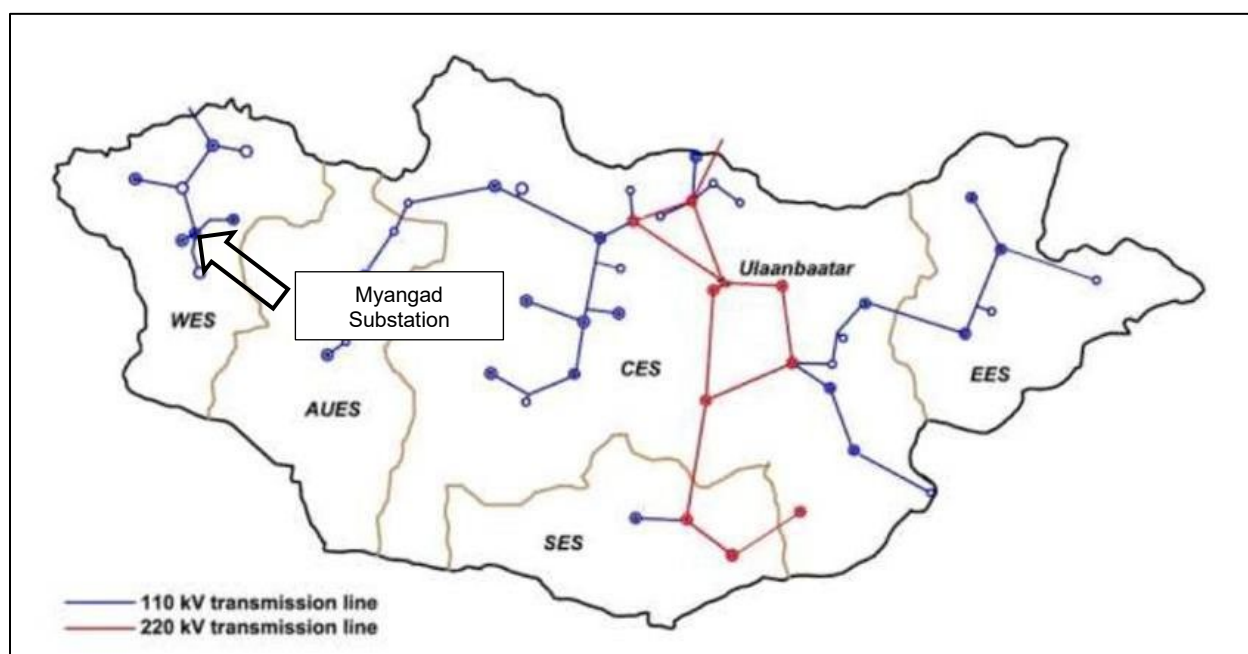 Ulaanbaatar
Myangad
Substation
WES
CES
EES
AUES
SES
110 kV transmission line
220 kV transmission line